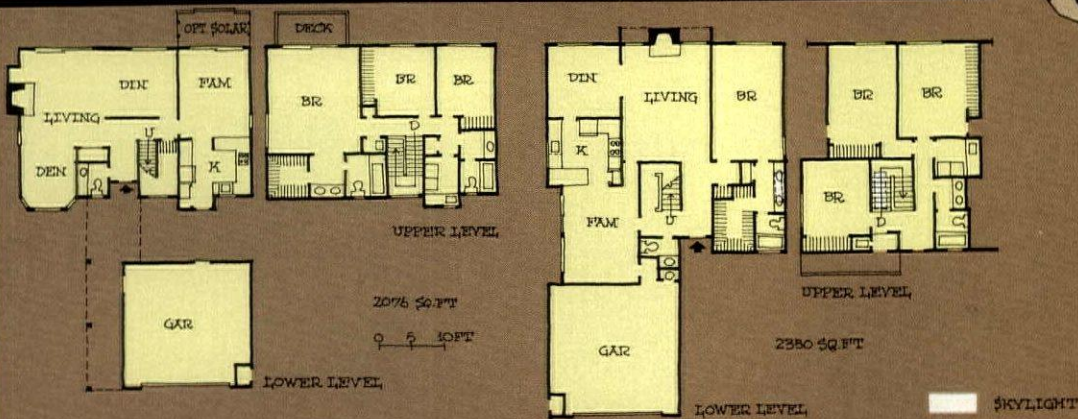 OPT. SOLAR
DECK
DIN
FAM
LIVING
DEN
U
K
BR
BR
BR
D
UPPER LEVEL
GAR
LOWER LEVEL
2076 SQ.FT
0 5 10FT
DIN
LIVING
BR
K
FAM
U
GAR
LOWER LEVEL
BR
BR
BR
D
UPPER LEVEL
2380 SQ.FT
SKYLIGHT